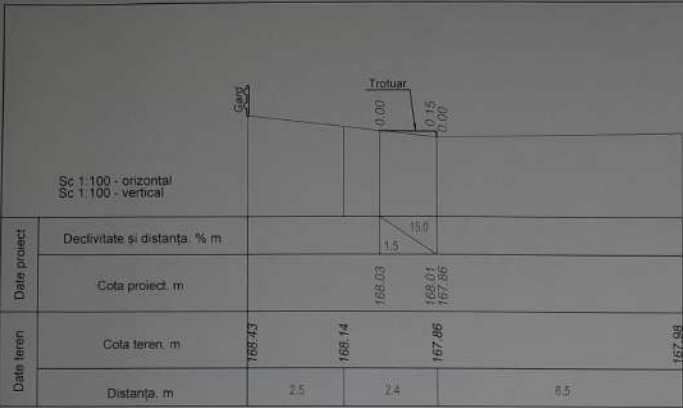 Gard
Trotuar
0.00
0.15
0.00
Sc 1:100 - orizontal
Sc 1:100 - vertical
Date proiect
Declivitate și distanța. % m
15.0
1.5
Cota proiect. m
168.03
168.01
167.86
Date teren
Cota teren. m
168.43
168.14
167.86
167.98
Distanța. m
2.5
2.4
6.5